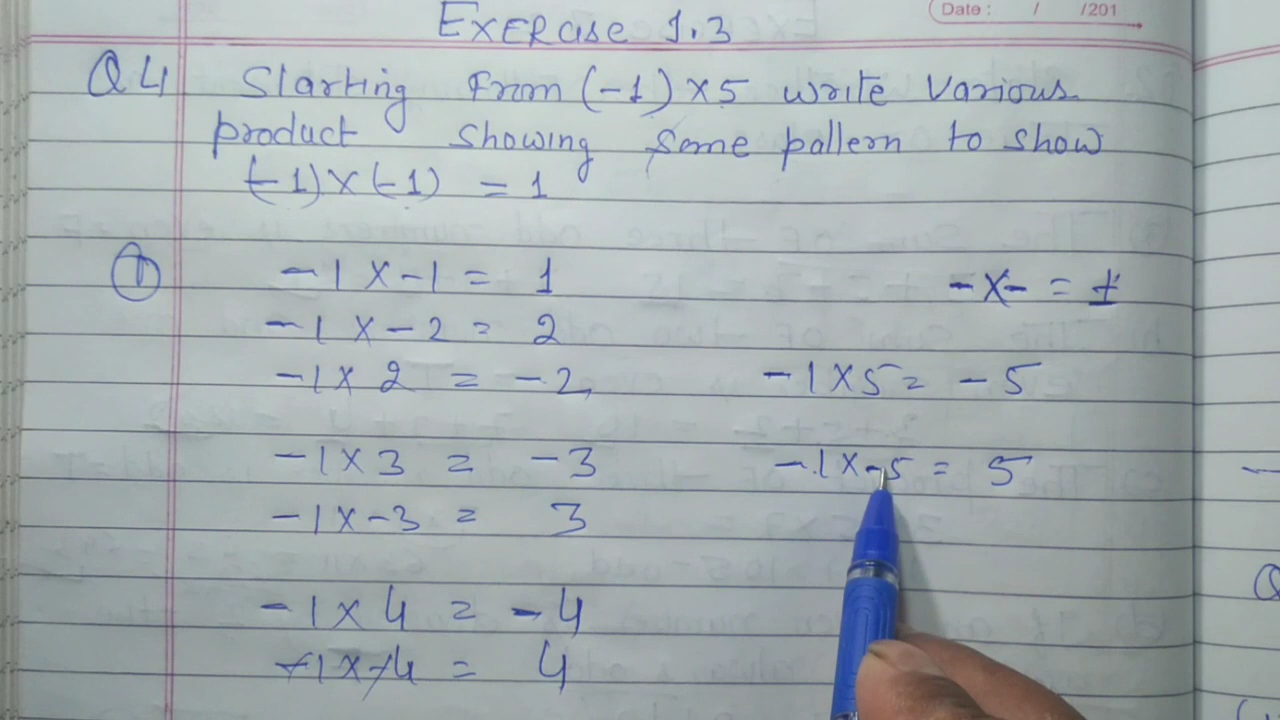 Exercise 1.3
Date : / /201
Q4 Starting From (-1) × 5 write various
product showing some pattern to show
(-1) × (-1) = 1
①
-1 × -1 = 1
-1 × -2 = 2
-1 × 2 = -2,
-1 × 3 = -3
-1 × -3 = 3
-1 × 4 = -4
-1 × -4 = 4
- × - = +
-1 × 5 = -5
-1 × -5 = 5
Q